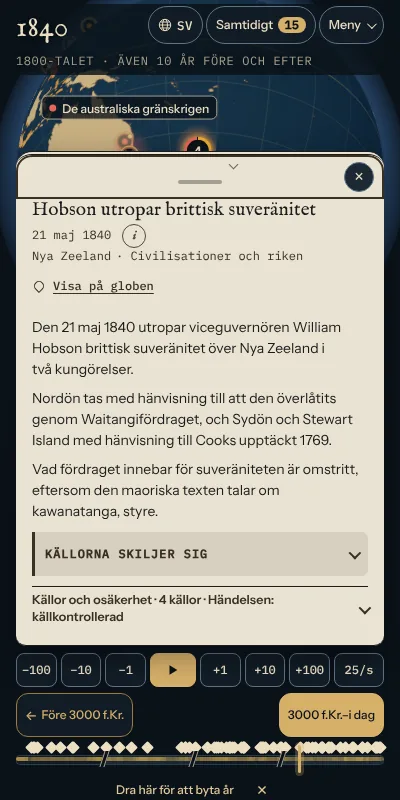 1840
SV
Samtidigt 15
Meny
1800-TALET · ÄVEN 10 ÅR FÖRE OCH EFTER
De australiska gränskrigen
Hobson utropar brittisk suveränitet
21 maj 1840 i
Nya Zeeland · Civilisationer och riken
Visa på globen
Den 21 maj 1840 utropar viceguvernören William
Hobson brittisk suveränitet över Nya Zeeland i
två kungörelser.
Nordön tas med hänvisning till att den överlåtits
genom Waitangifördraget, och Sydön och Stewart
Island med hänvisning till Cooks upptäckt 1769.
Vad fördraget innebar för suveräniteten är omstritt,
eftersom den maoriska texten talar om
kawanatanga, styre.
KÄLLORNA SKILJER SIG
Källor och osäkerhet · 4 källor · Händelsen:
källkontrollerad
−100 −10 −1 +1 +10 +100 25/s
← Före 3000 f.Kr. 3000 f.Kr.–i dag
Dra här för att byta år ×